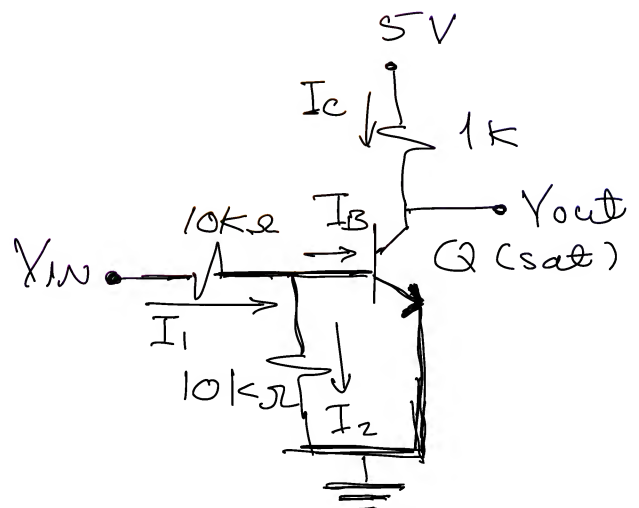 5V
Ic
1K
10KΩ
IB
Vout
Q (sat)
VIN
I1
10KΩ
I2